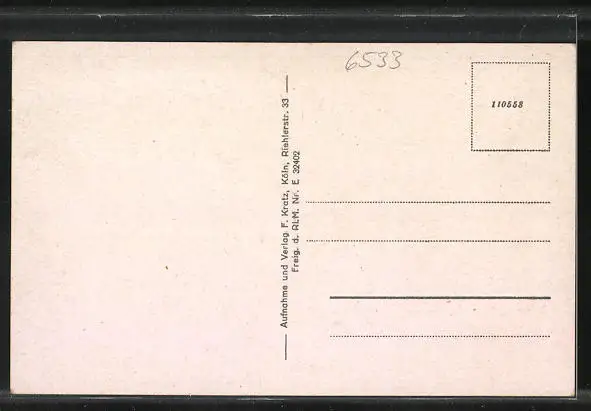 6533
110558
Aufnahme und Verlag F. Kratz, Köln, Riehlerstr. 33
Freig. d. RLM. Nr. E 32402